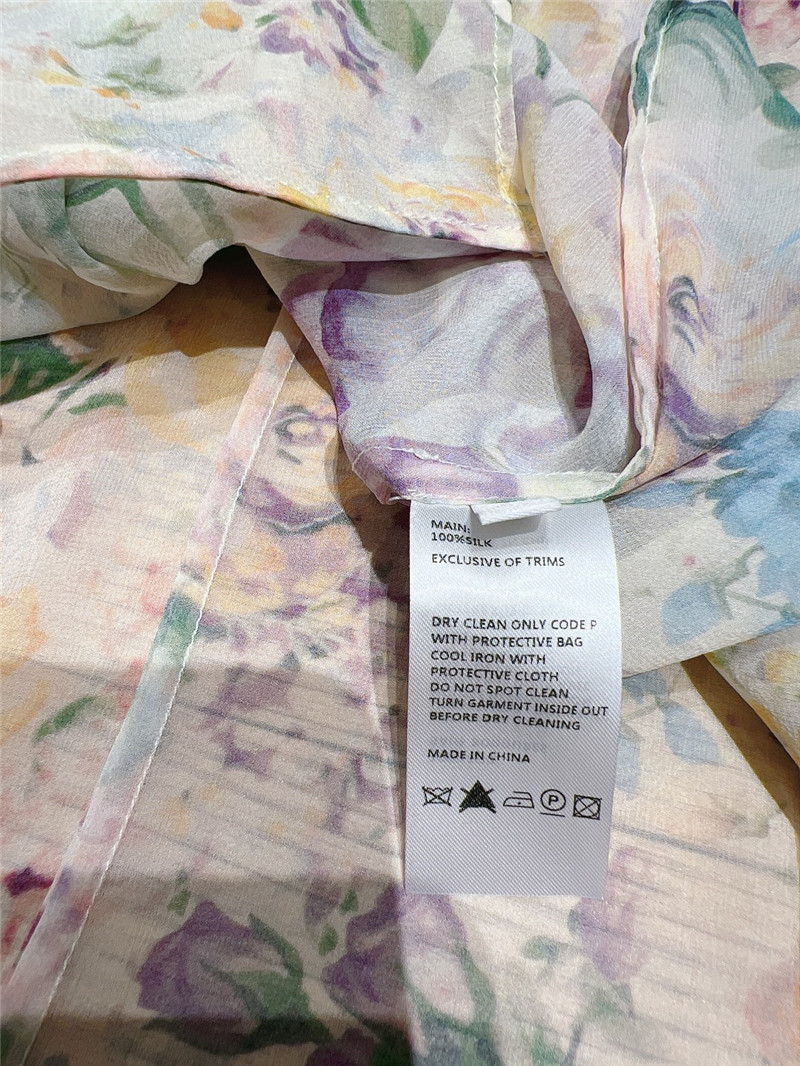 MAIN:
100%SILK
EXCLUSIVE OF TRIMS
DRY CLEAN ONLY CODE P
WITH PROTECTIVE BAG
COOL IRON WITH
PROTECTIVE CLOTH
DO NOT SPOT CLEAN
TURN GARMENT INSIDE OUT
BEFORE DRY CLEANING
MADE IN CHINA
P